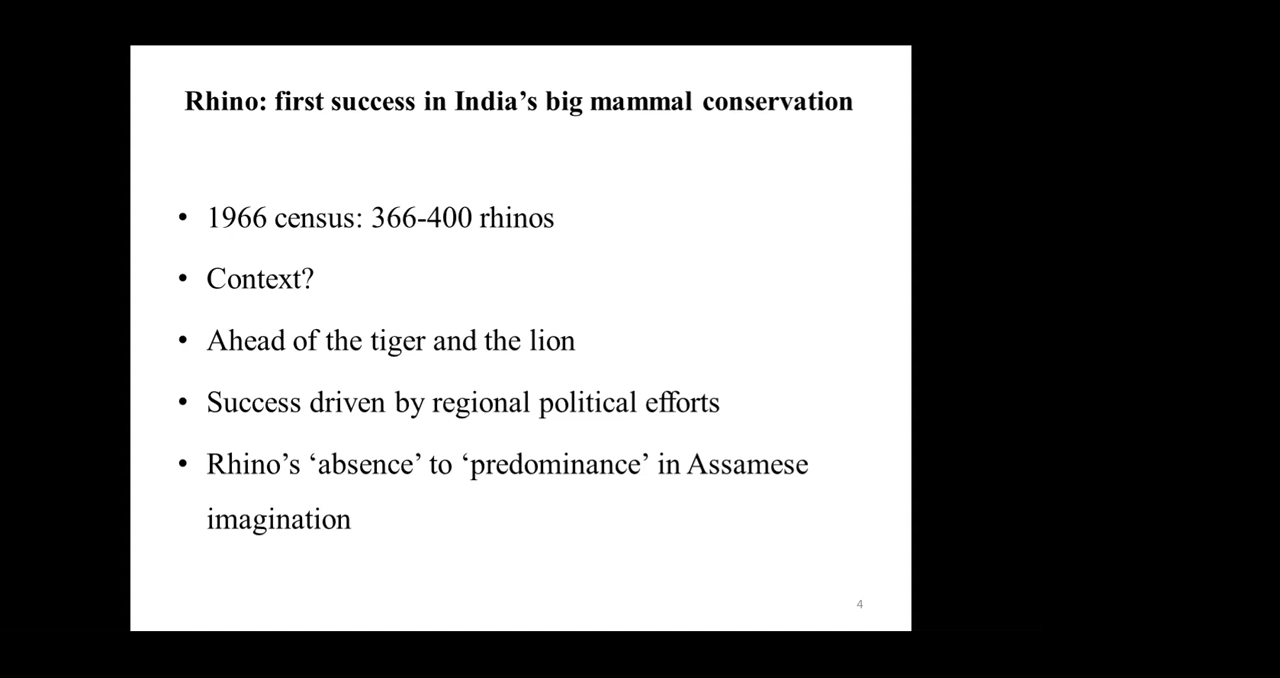 Rhino: first success in India’s big mammal conservation
• 1966 census: 366-400 rhinos
• Context?
• Ahead of the tiger and the lion
• Success driven by regional political efforts
• Rhino’s ‘absence’ to ‘predominance’ in Assamese
imagination
4